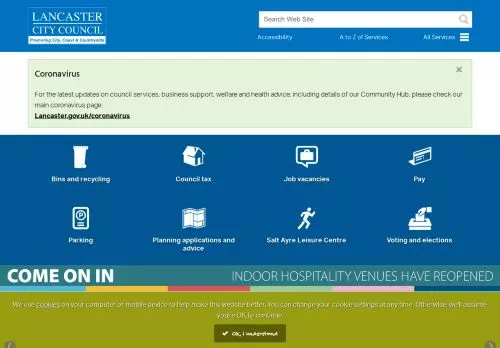 LANCASTER
CITY COUNCIL
Promoting City, Coast & Countryside
Search Web Site
Accessibility
A to Z of Services
All Services
Coronavirus
×
For the latest updates on council services, business support, welfare and health advice, including details of our Community Hub, please check our
main coronavirus page:
Lancaster.gov.uk/coronavirus
Bins and recycling
Council tax
Job vacancies
Pay
Parking
Planning applications and
advice
Salt Ayre Leisure Centre
Voting and elections
COME ON IN
INDOOR HOSPITALITY VENUES HAVE REOPENED
We use cookies on your computer or mobile device to help make this website better. You can change your cookie settings at any time. Otherwise, we'll assume
you're OK to continue.
OK, I understand